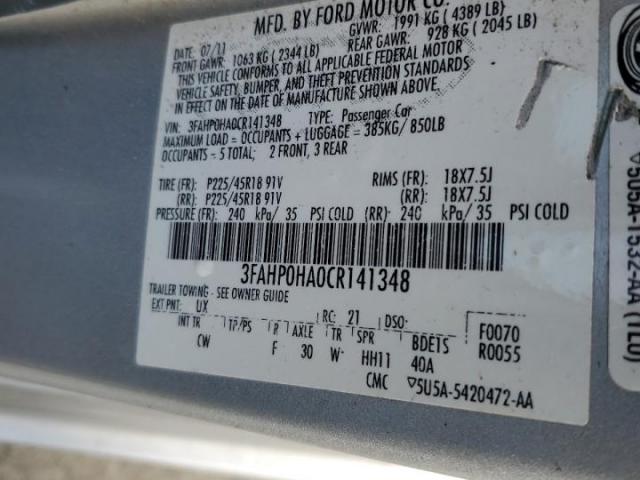 MFD. BY FORD MOTOR CO.
DATE: 07/11 GVWR: 1991 KG ( 4389 LB)
FRONT GAWR: 1063 KG ( 2344 LB) REAR GAWR: 928 KG ( 2045 LB)
THIS VEHICLE CONFORMS TO ALL APPLICABLE FEDERAL MOTOR
VEHICLE SAFETY, BUMPER, AND THEFT PREVENTION STANDARDS
IN EFFECT ON THE DATE OF MANUFACTURE SHOWN ABOVE.
VIN: 3FAHP0HA0CR141348 TYPE: Passenger Car
MAXIMUM LOAD = OCCUPANTS + LUGGAGE = 385KG/ 850LB
OCCUPANTS = 5 TOTAL; 2 FRONT, 3 REAR
TIRE (FR): P225/45R18 91V RIMS (FR): 18X7.5J
(RR): P225/45R18 91V (RR): 18X7.5J
PRESSURE (FR): 240 kPa/ 35 PSI COLD (RR): 240 kPa/ 35 PSI COLD
3FAHP0HA0CR141348
TRAILER TOWING - SEE OWNER GUIDE
EXT PNT: UX RC: 21 DSO:
INT TR TP/PS R AXLE TR SPR BDETS F0070
CW F 30 W HH11 40A R0055
CMC 5U5A-5420472-AA